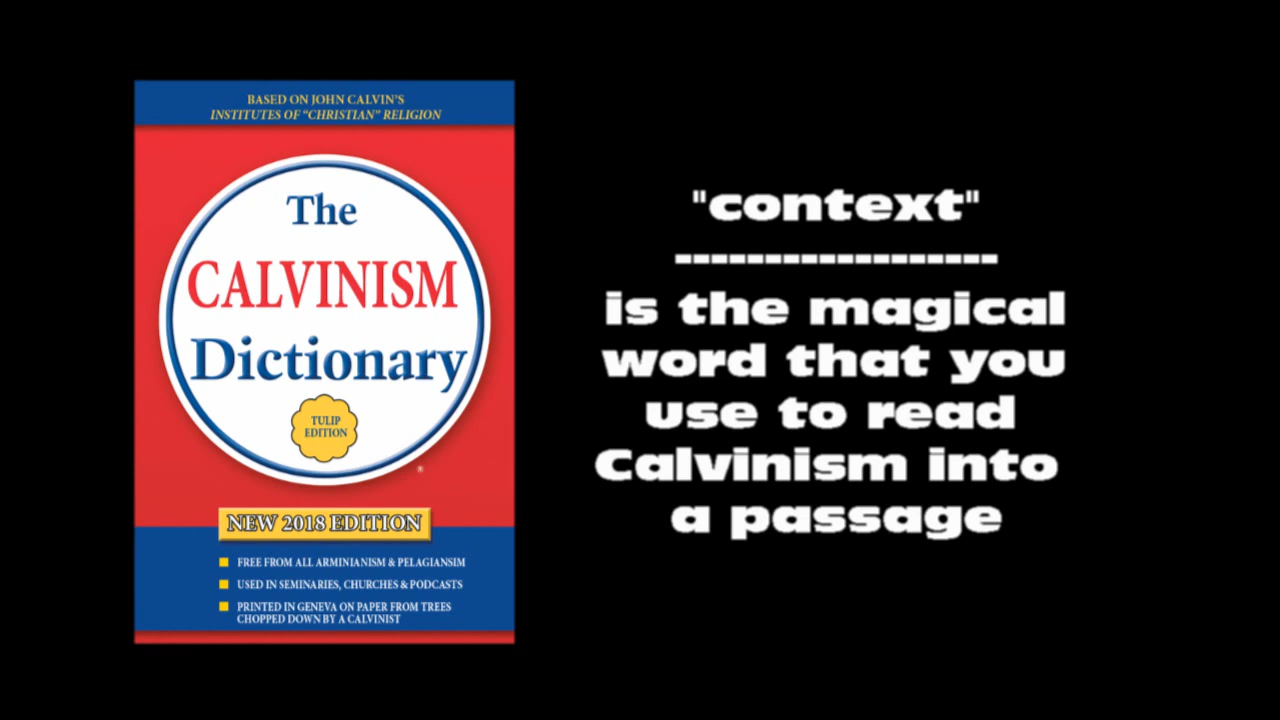 BASED ON JOHN CALVIN'S
INSTITUTES OF "CHRISTIAN" RELIGION
The
CALVINISM
Dictionary
TULIP
EDITION
®
NEW 2018 EDITION
FREE FROM ALL ARMINIANISM & PELAGIANSIM
USED IN SEMINARIES, CHURCHES & PODCASTS
PRINTED IN GENEVA ON PAPER FROM TREES
CHOPPED DOWN BY A CALVINIST
"context"
------------------
is the magical
word that you
use to read
Calvinism into
a passage